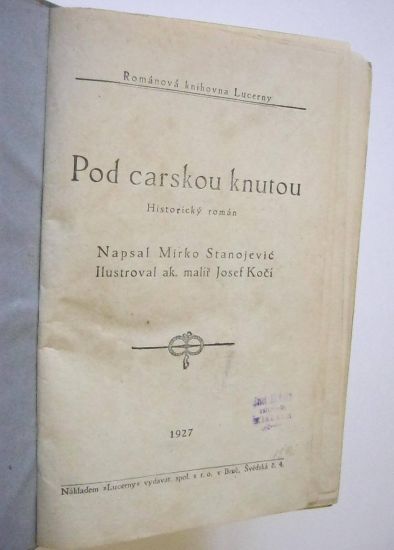 Románová knihovna Lucerny
Pod carskou knutou
Historický román
Napsal Mirko Stanojević
Ilustroval ak. malíř Josef Kočí
1927
Nákladem »Lucerny« vydavat. spol. s r. o. v Brně, Švédská č. 4.